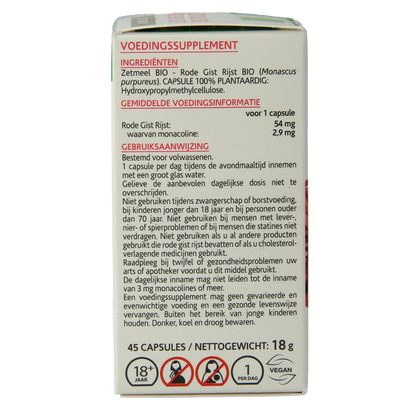 VOEDINGSSUPPLEMENT
INGREDIËNTEN
Zetmeel BIO - Rode Gist Rijst BIO (Monascus
purpureus). CAPSULE 100% PLANTAARDIG:
Hydroxypropylmethylcellulose.
GEMIDDELDE VOEDINGSINFORMATIE
voor 1 capsule
Rode Gist Rijst: 54 mg
waarvan monacoline: 2,9 mg
GEBRUIKSAANWIJZING
Bestemd voor volwassenen.
1 capsule per dag tijdens de avondmaaltijd innemen
met een groot glas water.
Gelieve de aanbevolen dagelijkse dosis niet te
overschrijden.
Niet gebruiken tijdens zwangerschap of borstvoeding,
bij kinderen jonger dan 18 jaar en bij personen ouder
dan 70 jaar. Niet gebruiken bij mensen met lever-,
nier- of spierproblemen of bij mensen die statines niet
verdragen. Niet gebruiken als u al andere producten
gebruikt die rode gist rijst bevatten of als u cholesterol-
verlagende medicijnen gebruikt.
Raadpleeg bij twijfel of gezondheidsproblemen uw
arts of apotheker voordat u dit middel gebruikt.
De dagelijkse inname mag niet leiden tot de inname
van 3 mg monacolines of meer.
Een voedingssupplement mag geen gevarieerde en
evenwichtige voeding en een gezonde levenswijze
vervangen. Buiten het bereik van jonge kinderen
houden. Donker, koel en droog bewaren.
45 CAPSULES / NETTOGEWICHT: 18 g
18+
JAAR
1
PER DAG
VEGAN